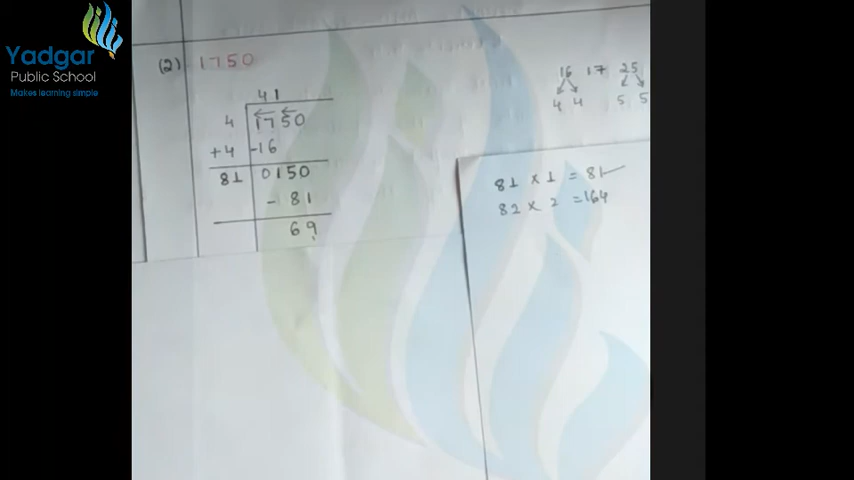 Yadgar
Public School
Makes learning simple
(2) 1750
41
4 1750
+4 -16
81 0150
- 81
69
16 17 25
4 4 5 5
81 × 1 = 81
82 × 2 = 164